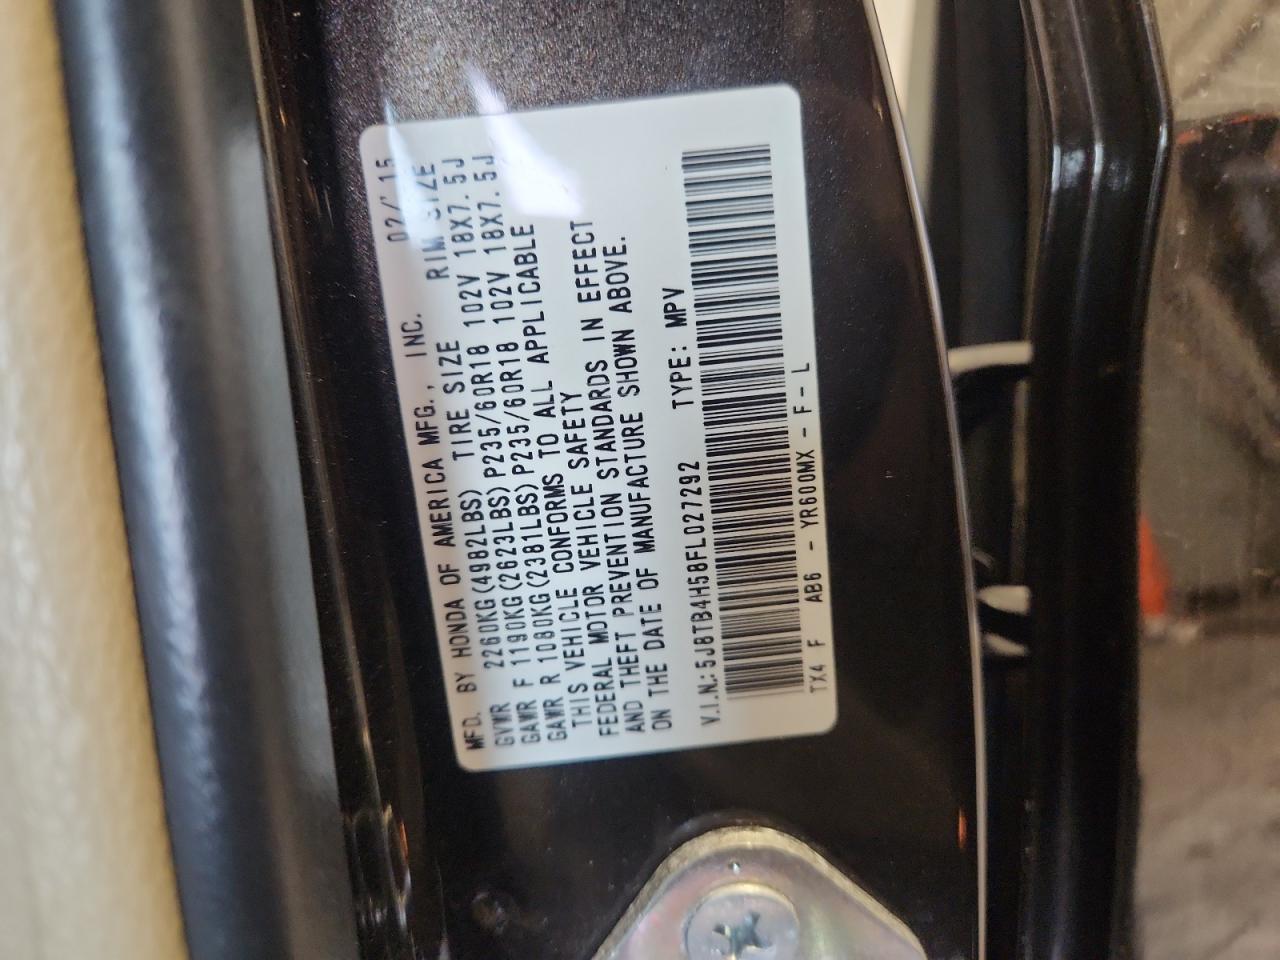 MFD. BY HONDA OF AMERICA MFG., INC. 02/'15
GVWR 2260KG(4982LBS) TIRE SIZE RIM SIZE
GAWR F 1190KG(2623LBS) P235/60R18 102V 18X7.5J
GAWR R 1080KG(2381LBS) P235/60R18 102V 18X7.5J
THIS VEHICLE CONFORMS TO ALL APPLICABLE
FEDERAL MOTOR VEHICLE SAFETY
AND THEFT PREVENTION STANDARDS IN EFFECT
ON THE DATE OF MANUFACTURE SHOWN ABOVE.
V.I.N.:5J8TB4H58FL027292 TYPE: MPV
TX4 F AB6 - YR600MX - F - L